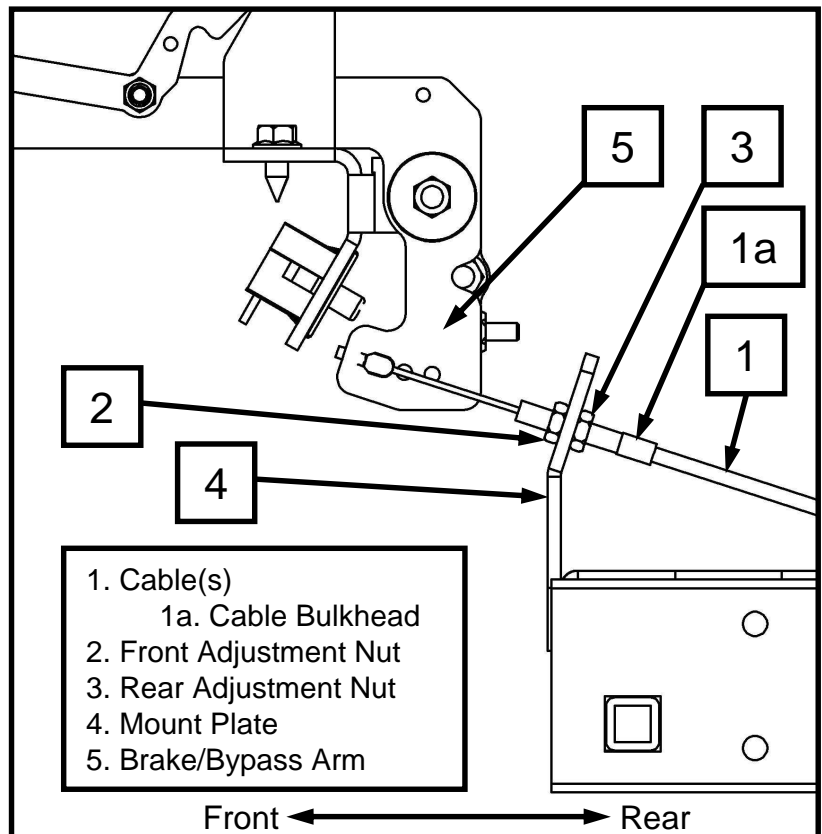 5
3
1a
1
2
4
1. Cable(s)
1a. Cable Bulkhead
2. Front Adjustment Nut
3. Rear Adjustment Nut
4. Mount Plate
5. Brake/Bypass Arm
Front Rear